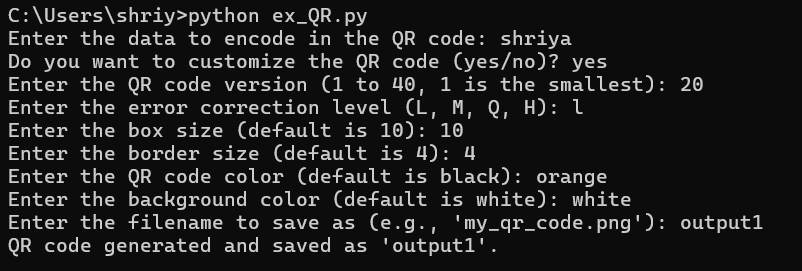 C:\Users\shriy>python ex_QR.py
Enter the data to encode in the QR code: shriya
Do you want to customize the QR code (yes/no)? yes
Enter the QR code version (1 to 40, 1 is the smallest): 20
Enter the error correction level (L, M, Q, H): l
Enter the box size (default is 10): 10
Enter the border size (default is 4): 4
Enter the QR code color (default is black): orange
Enter the background color (default is white): white
Enter the filename to save as (e.g., 'my_qr_code.png'): output1
QR code generated and saved as 'output1'.